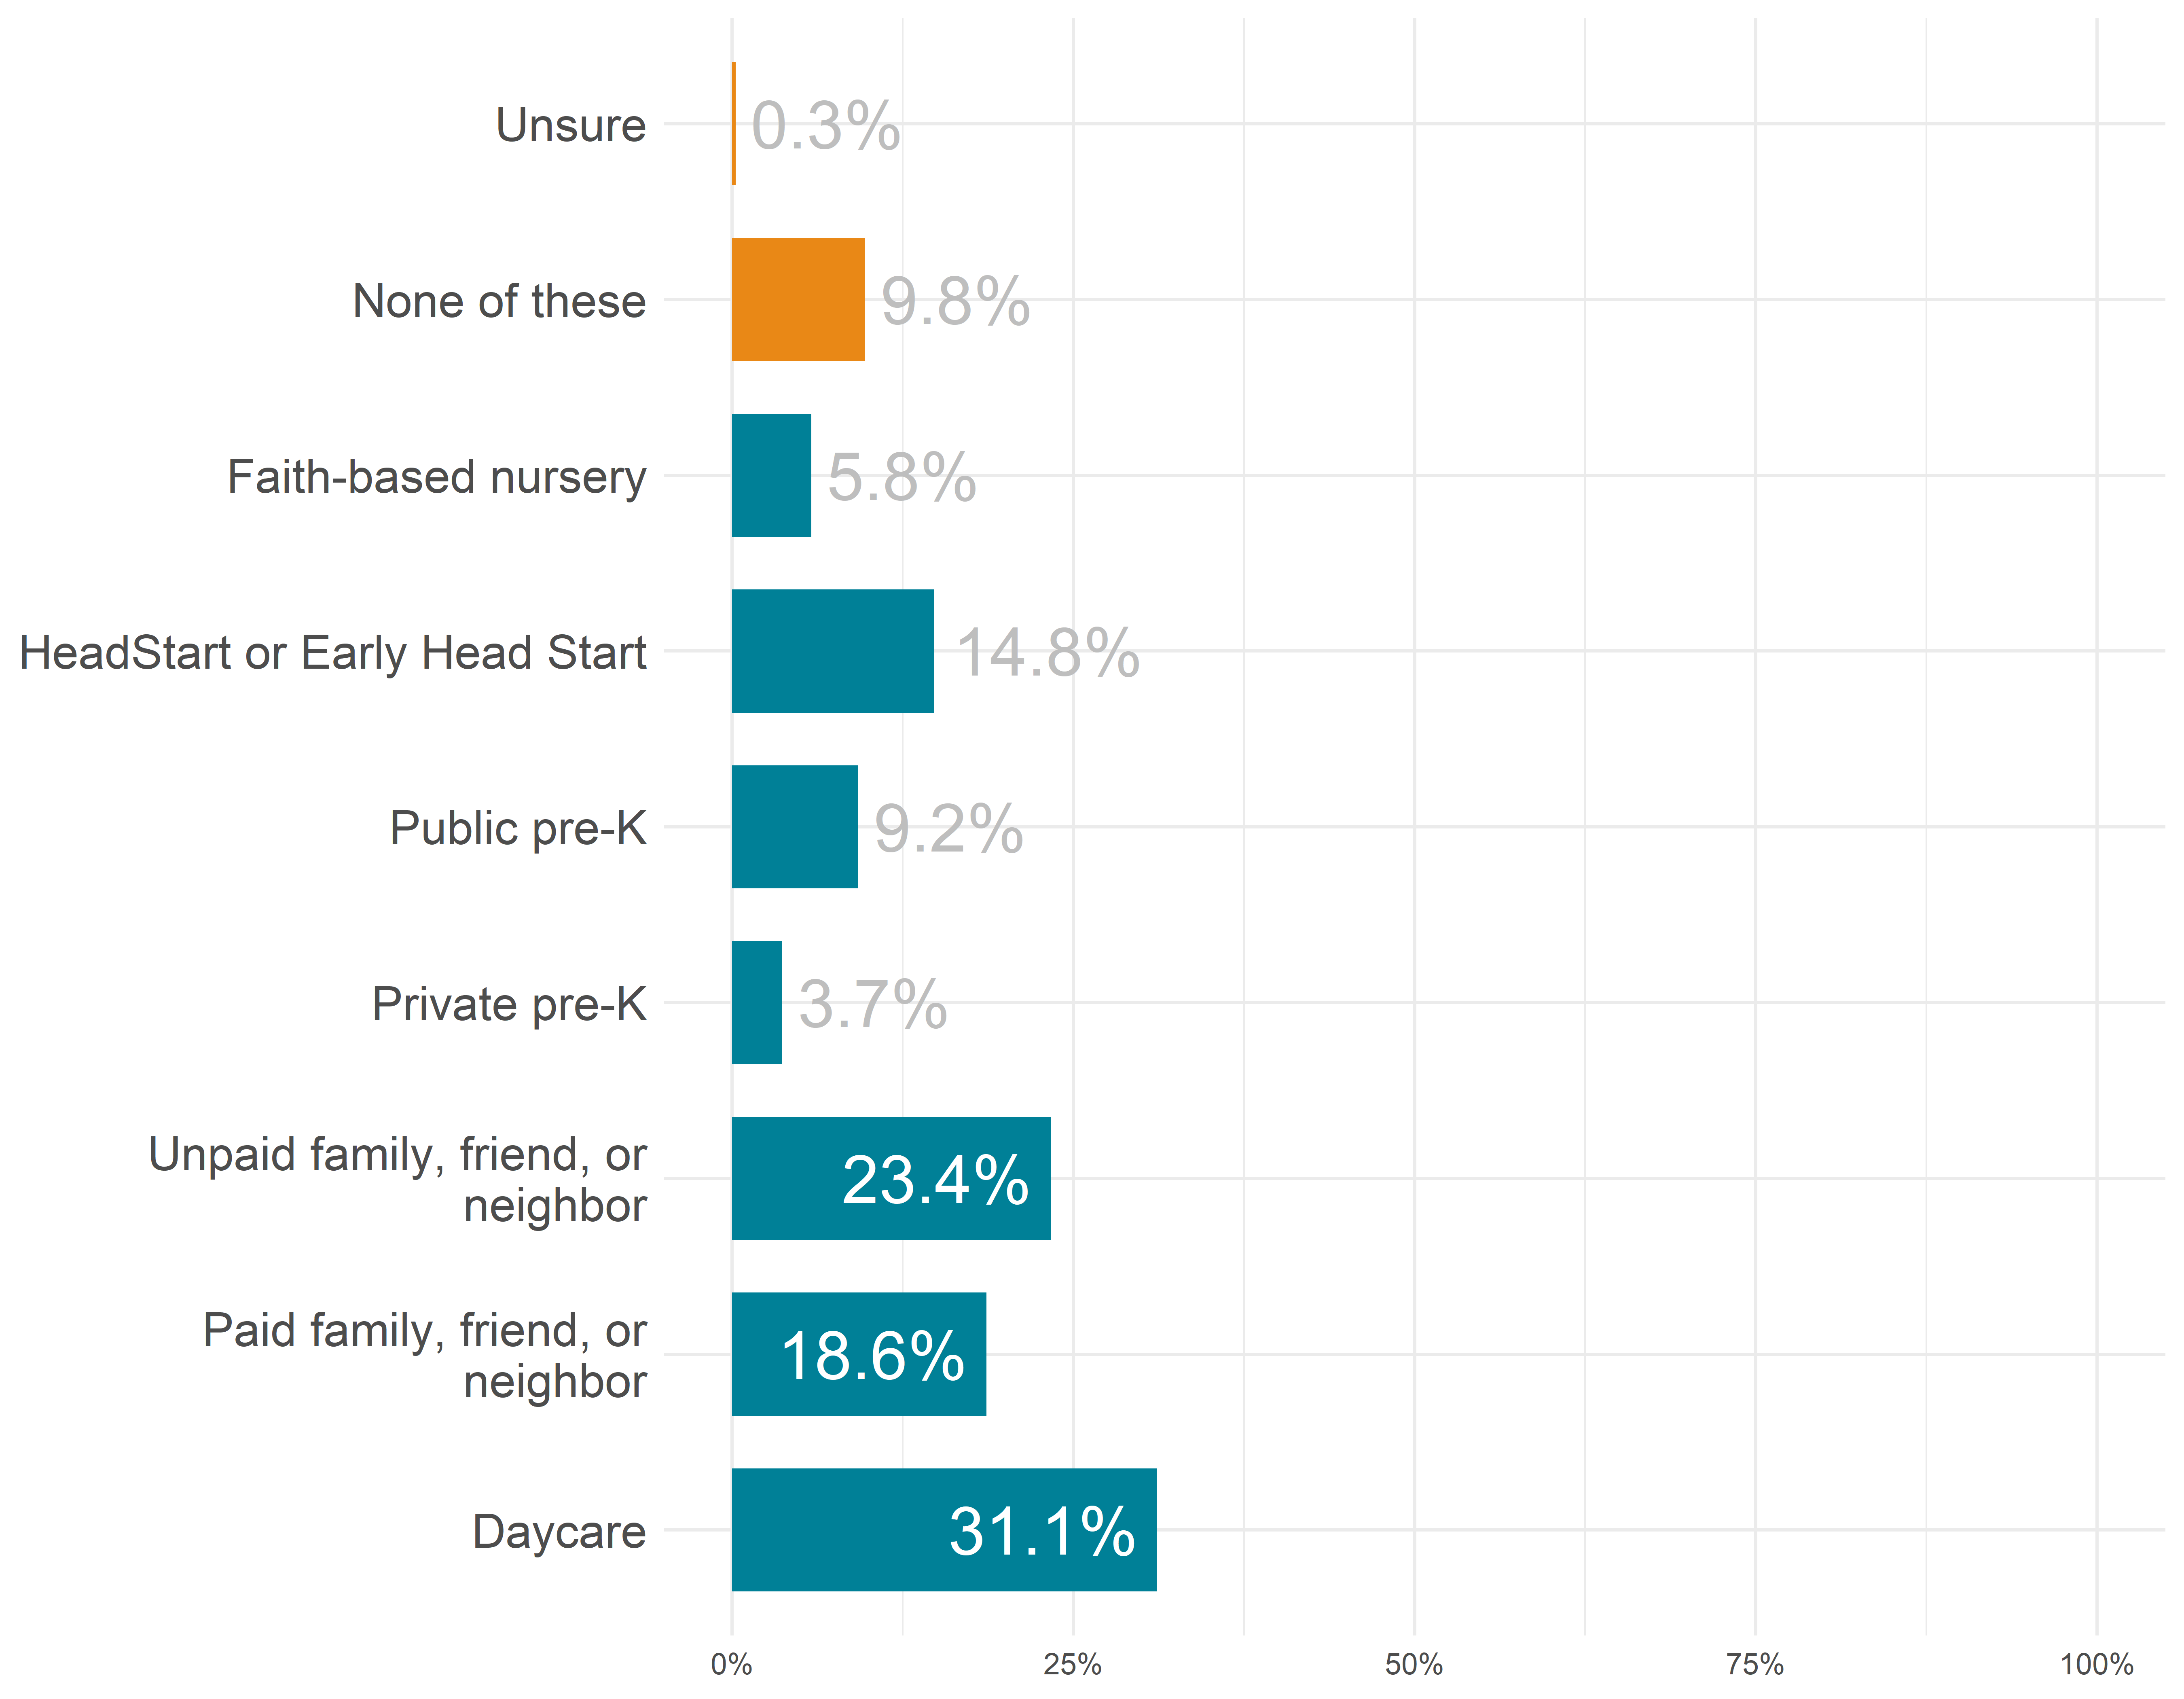 Unsure
0.3%
None of these
9.8%
Faith-based nursery
5.8%
HeadStart or Early Head Start
14.8%
Public pre-K
9.2%
Private pre-K
3.7%
Unpaid family, friend, or
neighbor
23.4%
Paid family, friend, or
neighbor
18.6%
Daycare
31.1%
0% 25% 50% 75% 100%